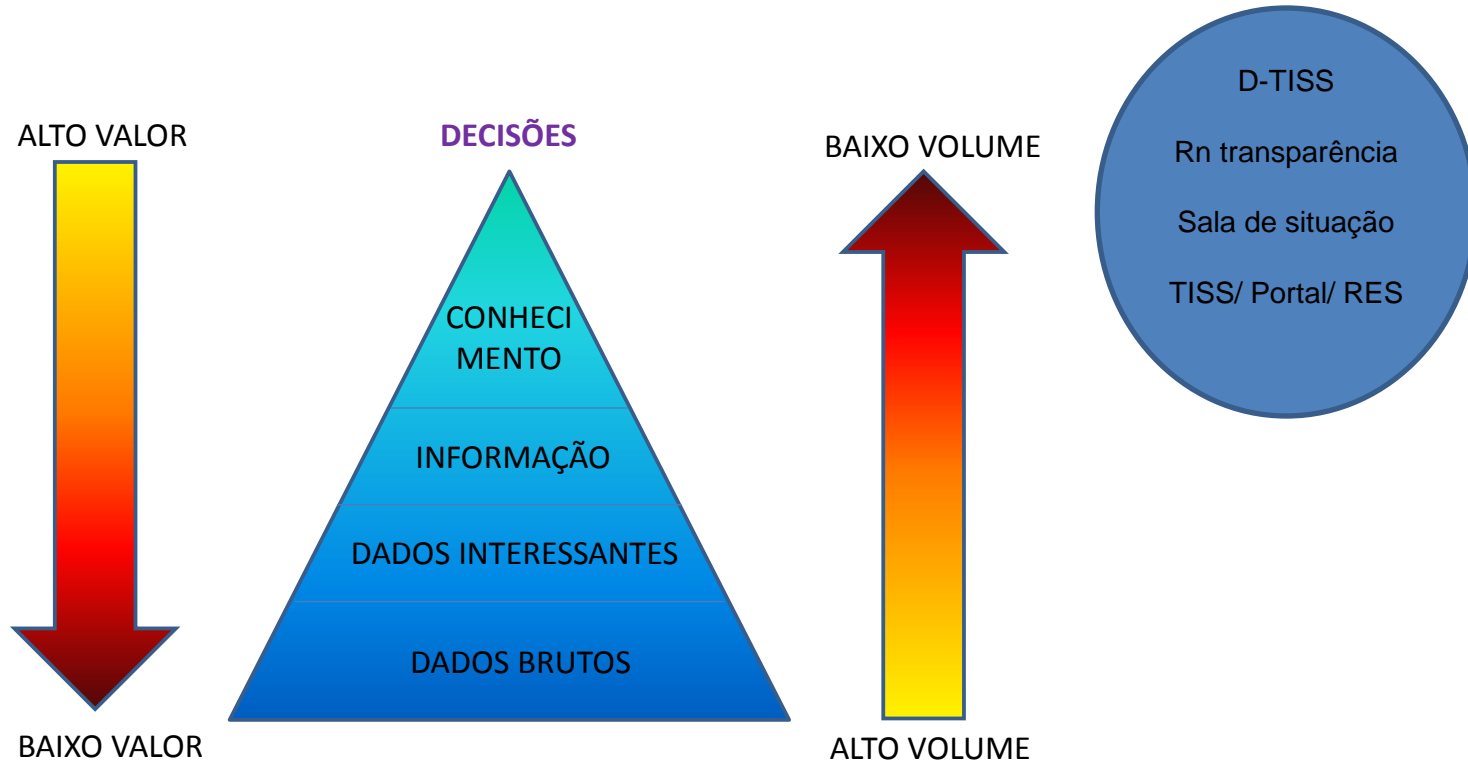 ALTO VALOR
BAIXO VALOR
DECISÕES
CONHECI
MENTO
INFORMAÇÃO
DADOS INTERESSANTES
DADOS BRUTOS
BAIXO VOLUME
ALTO VOLUME
D-TISS
Rn transparência
Sala de situação
TISS/ Portal/ RES